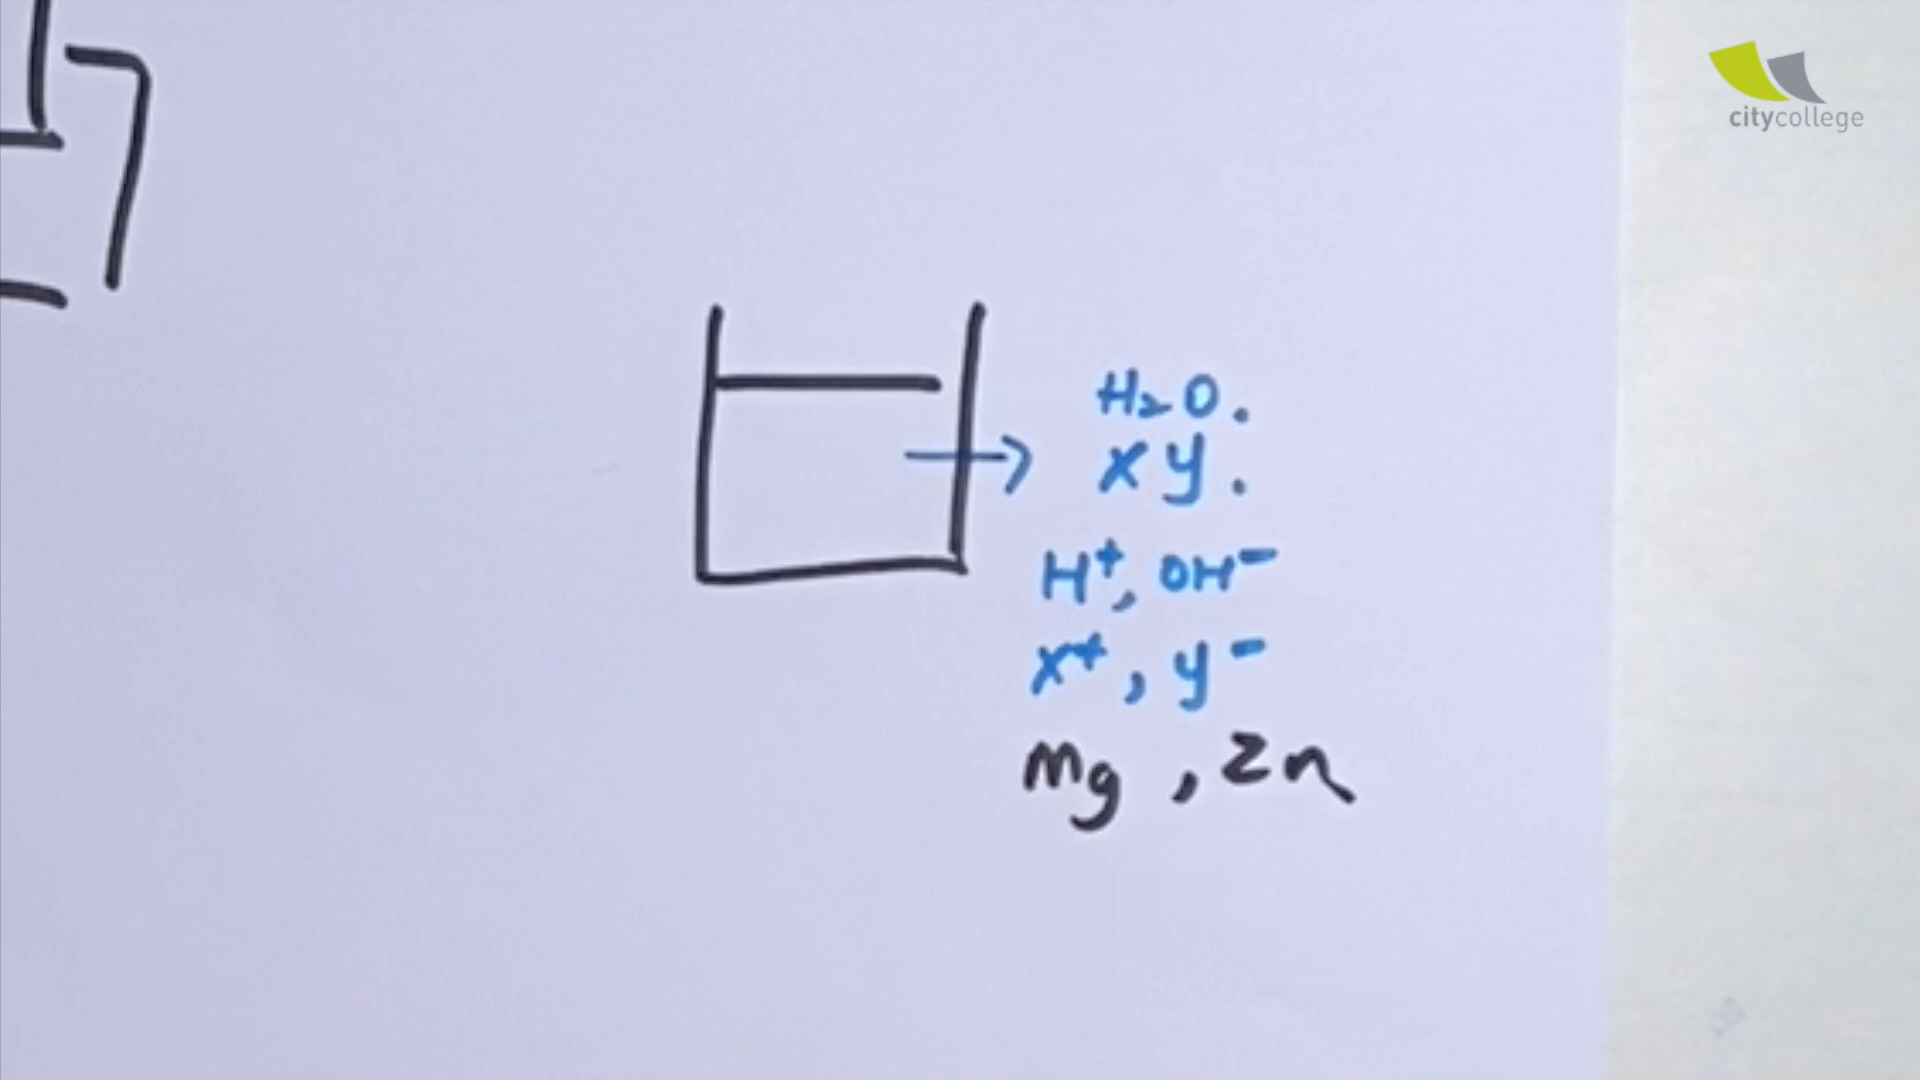 citycollege
H₂O.
xy.
H⁺, OH⁻
x⁺, y⁻
Mg, Zn